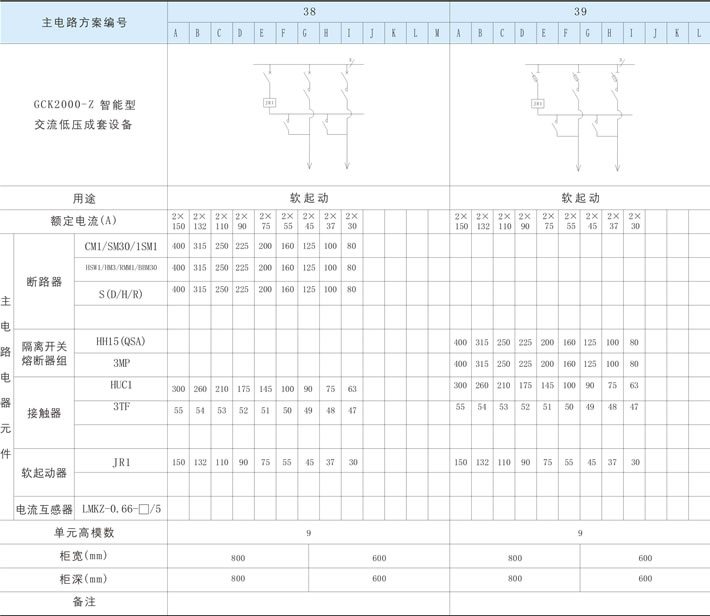 主电路方案编号 38 39
A B C D E F G H I J K L M A B C D E F G H I J K L
GCK2000-Z 智能型
交流低压成套设备
JR1 JR1
用途 软起动 软起动
额定电流(A) 2×150 2×132 2×110 2×90 2×75 2×55 2×45 2×37 2×30 2×150 2×132 2×110 2×90 2×75 2×55 2×45 2×37 2×30
主电路电器元件
断路器
CM1/SM30/1SM1 400 315 250 225 200 160 125 100 80
HSW1/HM3/RMM1/BBM30 400 315 250 225 200 160 125 100 80
S(D/H/R) 400 315 250 225 200 160 125 100 80
隔离开关
熔断器组
HH15(QSA) 400 315 250 225 200 160 125 100 80
3MP 400 315 250 225 200 160 125 100 80
接触器
HUC1 300 260 210 175 145 100 90 75 63 300 260 210 175 145 100 90 75 63
3TF 55 54 53 52 51 50 49 48 47 55 54 53 52 51 50 49 48 47
软起动器
JR1 150 132 110 90 75 55 45 37 30 150 132 110 90 75 55 45 37 30
电流互感器 LMKZ-0.66-□/5
单元高模数 9 9
柜宽(mm) 800 600 800 600
柜深(mm) 800 600 800 600
备注